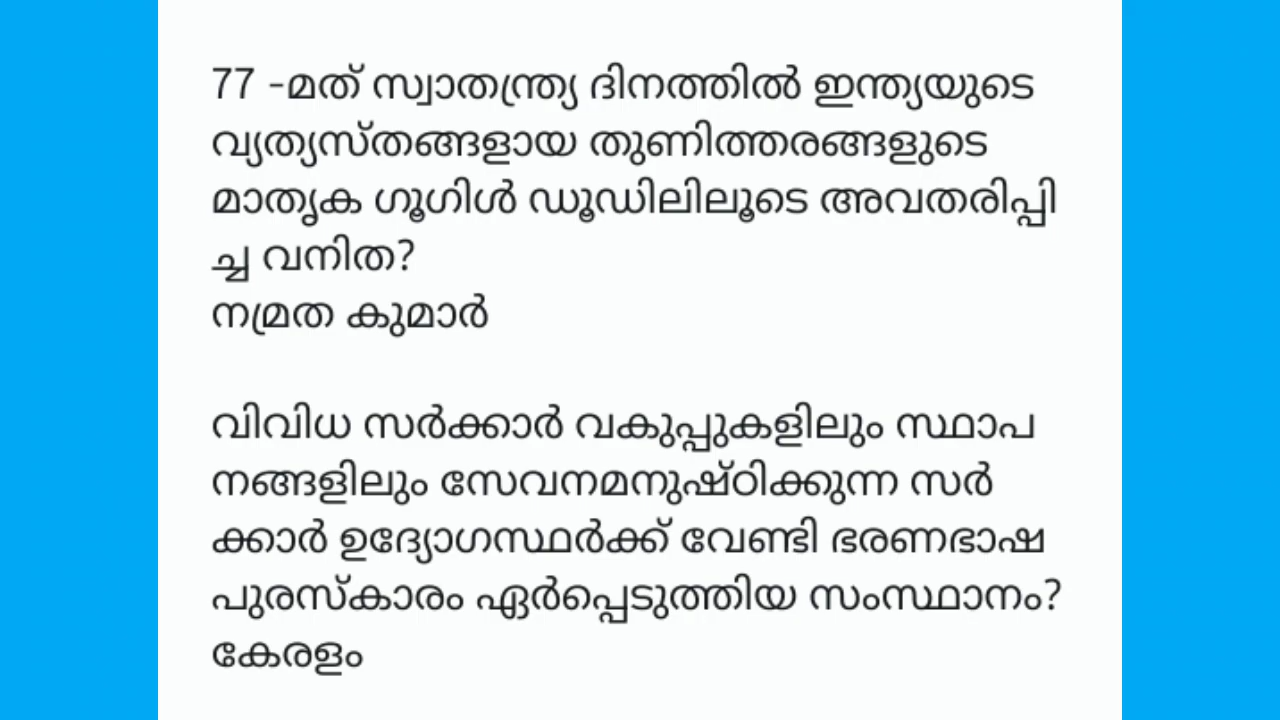 77 -മത് സ്വാതന്ത്ര്യ ദിനത്തിൽ ഇന്ത്യയുടെ
വ്യത്യസ്തങ്ങളായ തുണിത്തരങ്ങളുടെ
മാതൃക ഗൂഗിൾ ഡൂഡിലിലൂടെ അവതരിപ്പി
ച്ച വനിത?
നമ്രത കുമാർ
വിവിധ സർക്കാർ വകുപ്പുകളിലും സ്ഥാപ
നങ്ങളിലും സേവനമനുഷ്ഠിക്കുന്ന സർ
ക്കാർ ഉദ്യോഗസ്ഥർക്ക് വേണ്ടി ഭരണഭാഷ
പുരസ്കാരം ഏർപ്പെടുത്തിയ സംസ്ഥാനം?
കേരളം